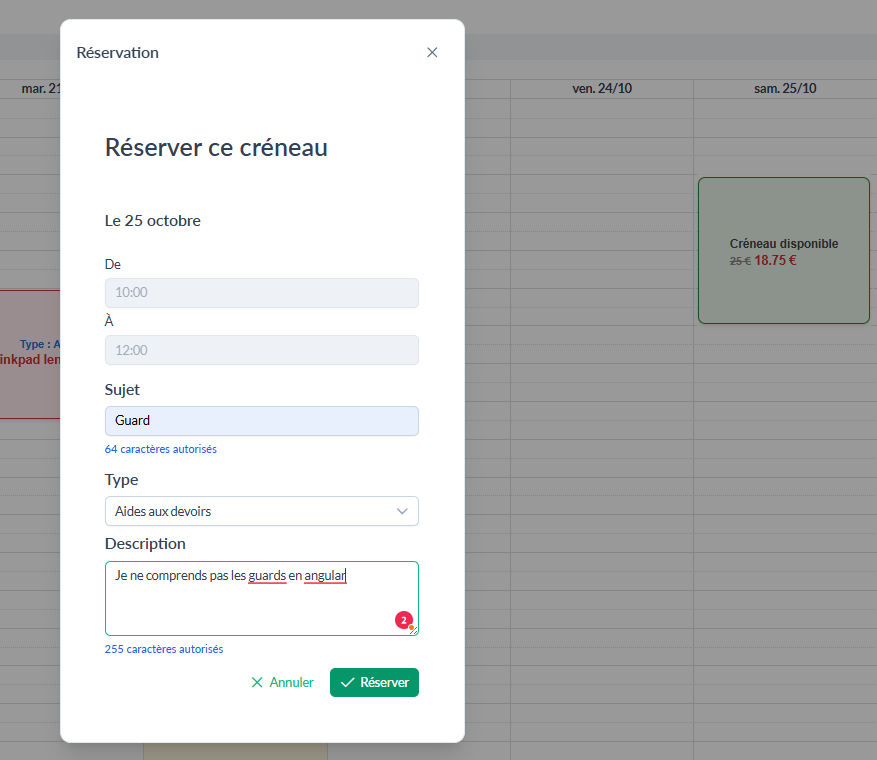 Réservation
mar. 21
ven. 24/10
sam. 25/10
Réserver ce créneau
Le 25 octobre
De
10:00
À
12:00
Sujet
Guard
64 caractères autorisés
Type
Aides aux devoirs
Description
Je ne comprends pas les guards en angular
2
255 caractères autorisés
Annuler
Réserver
Créneau disponible
25 € 18.75 €
Type : A
inkpad len